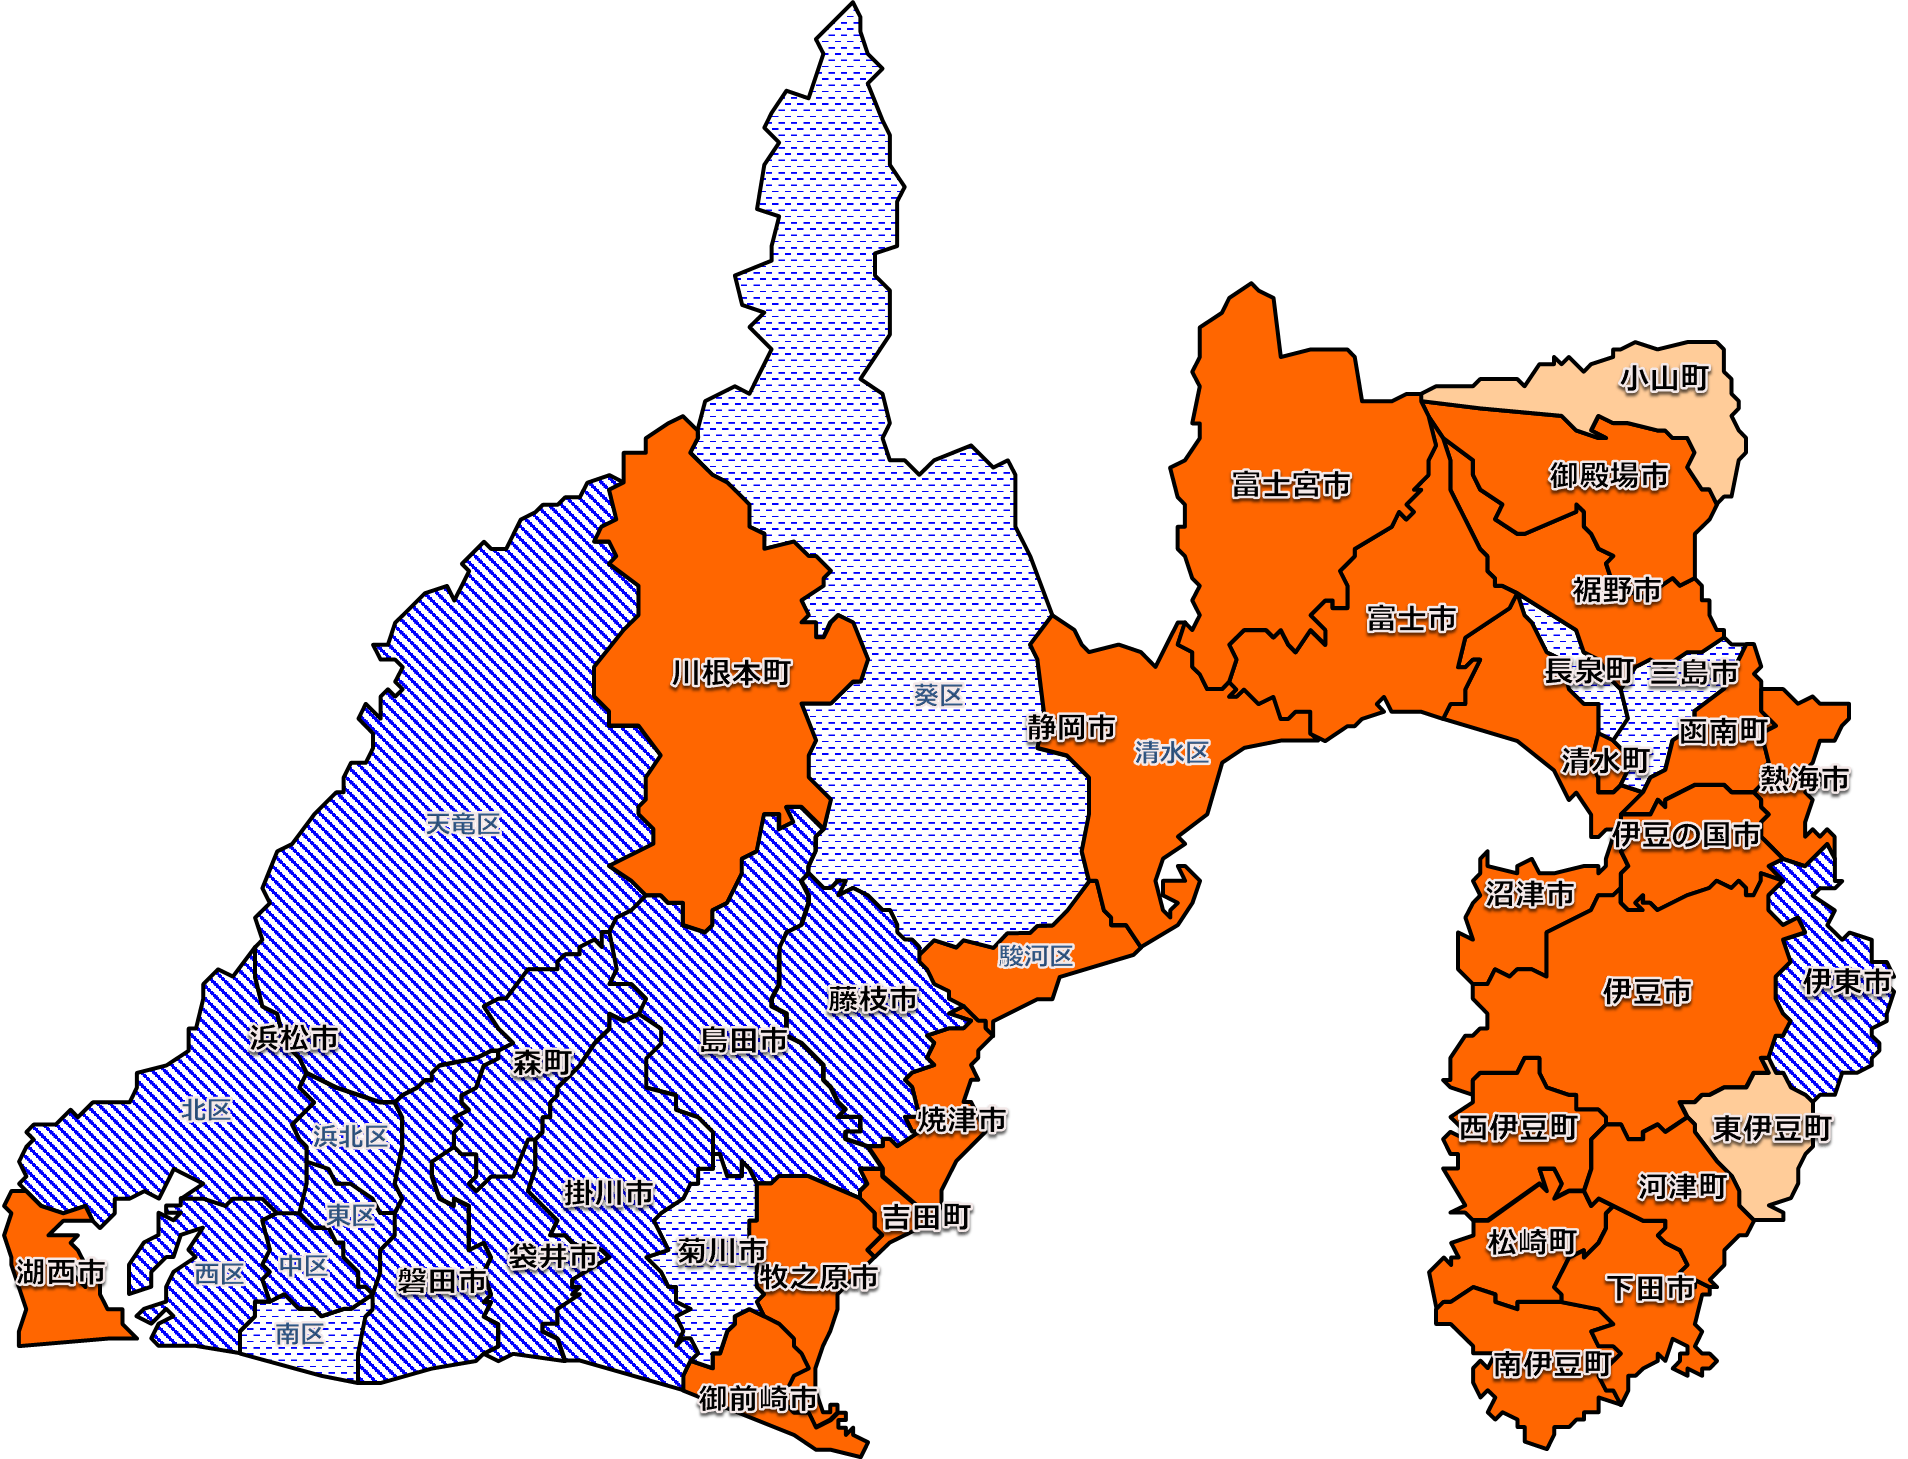 小山町
御殿場市
富士宮市
裾野市
富士市
長泉町
三島市
川根本町
葵区
静岡市
清水区
函南町
清水町
熱海市
天竜区
伊豆の国市
沼津市
駿河区
伊東市
伊豆市
藤枝市
浜松市
島田市
森町
北区
焼津市
浜北区
西伊豆町
東伊豆町
掛川市
河津町
東区
吉田町
松崎町
菊川市
袋井市
中区
西区
湖西市
磐田市
牧之原市
下田市
南区
南伊豆町
御前崎市